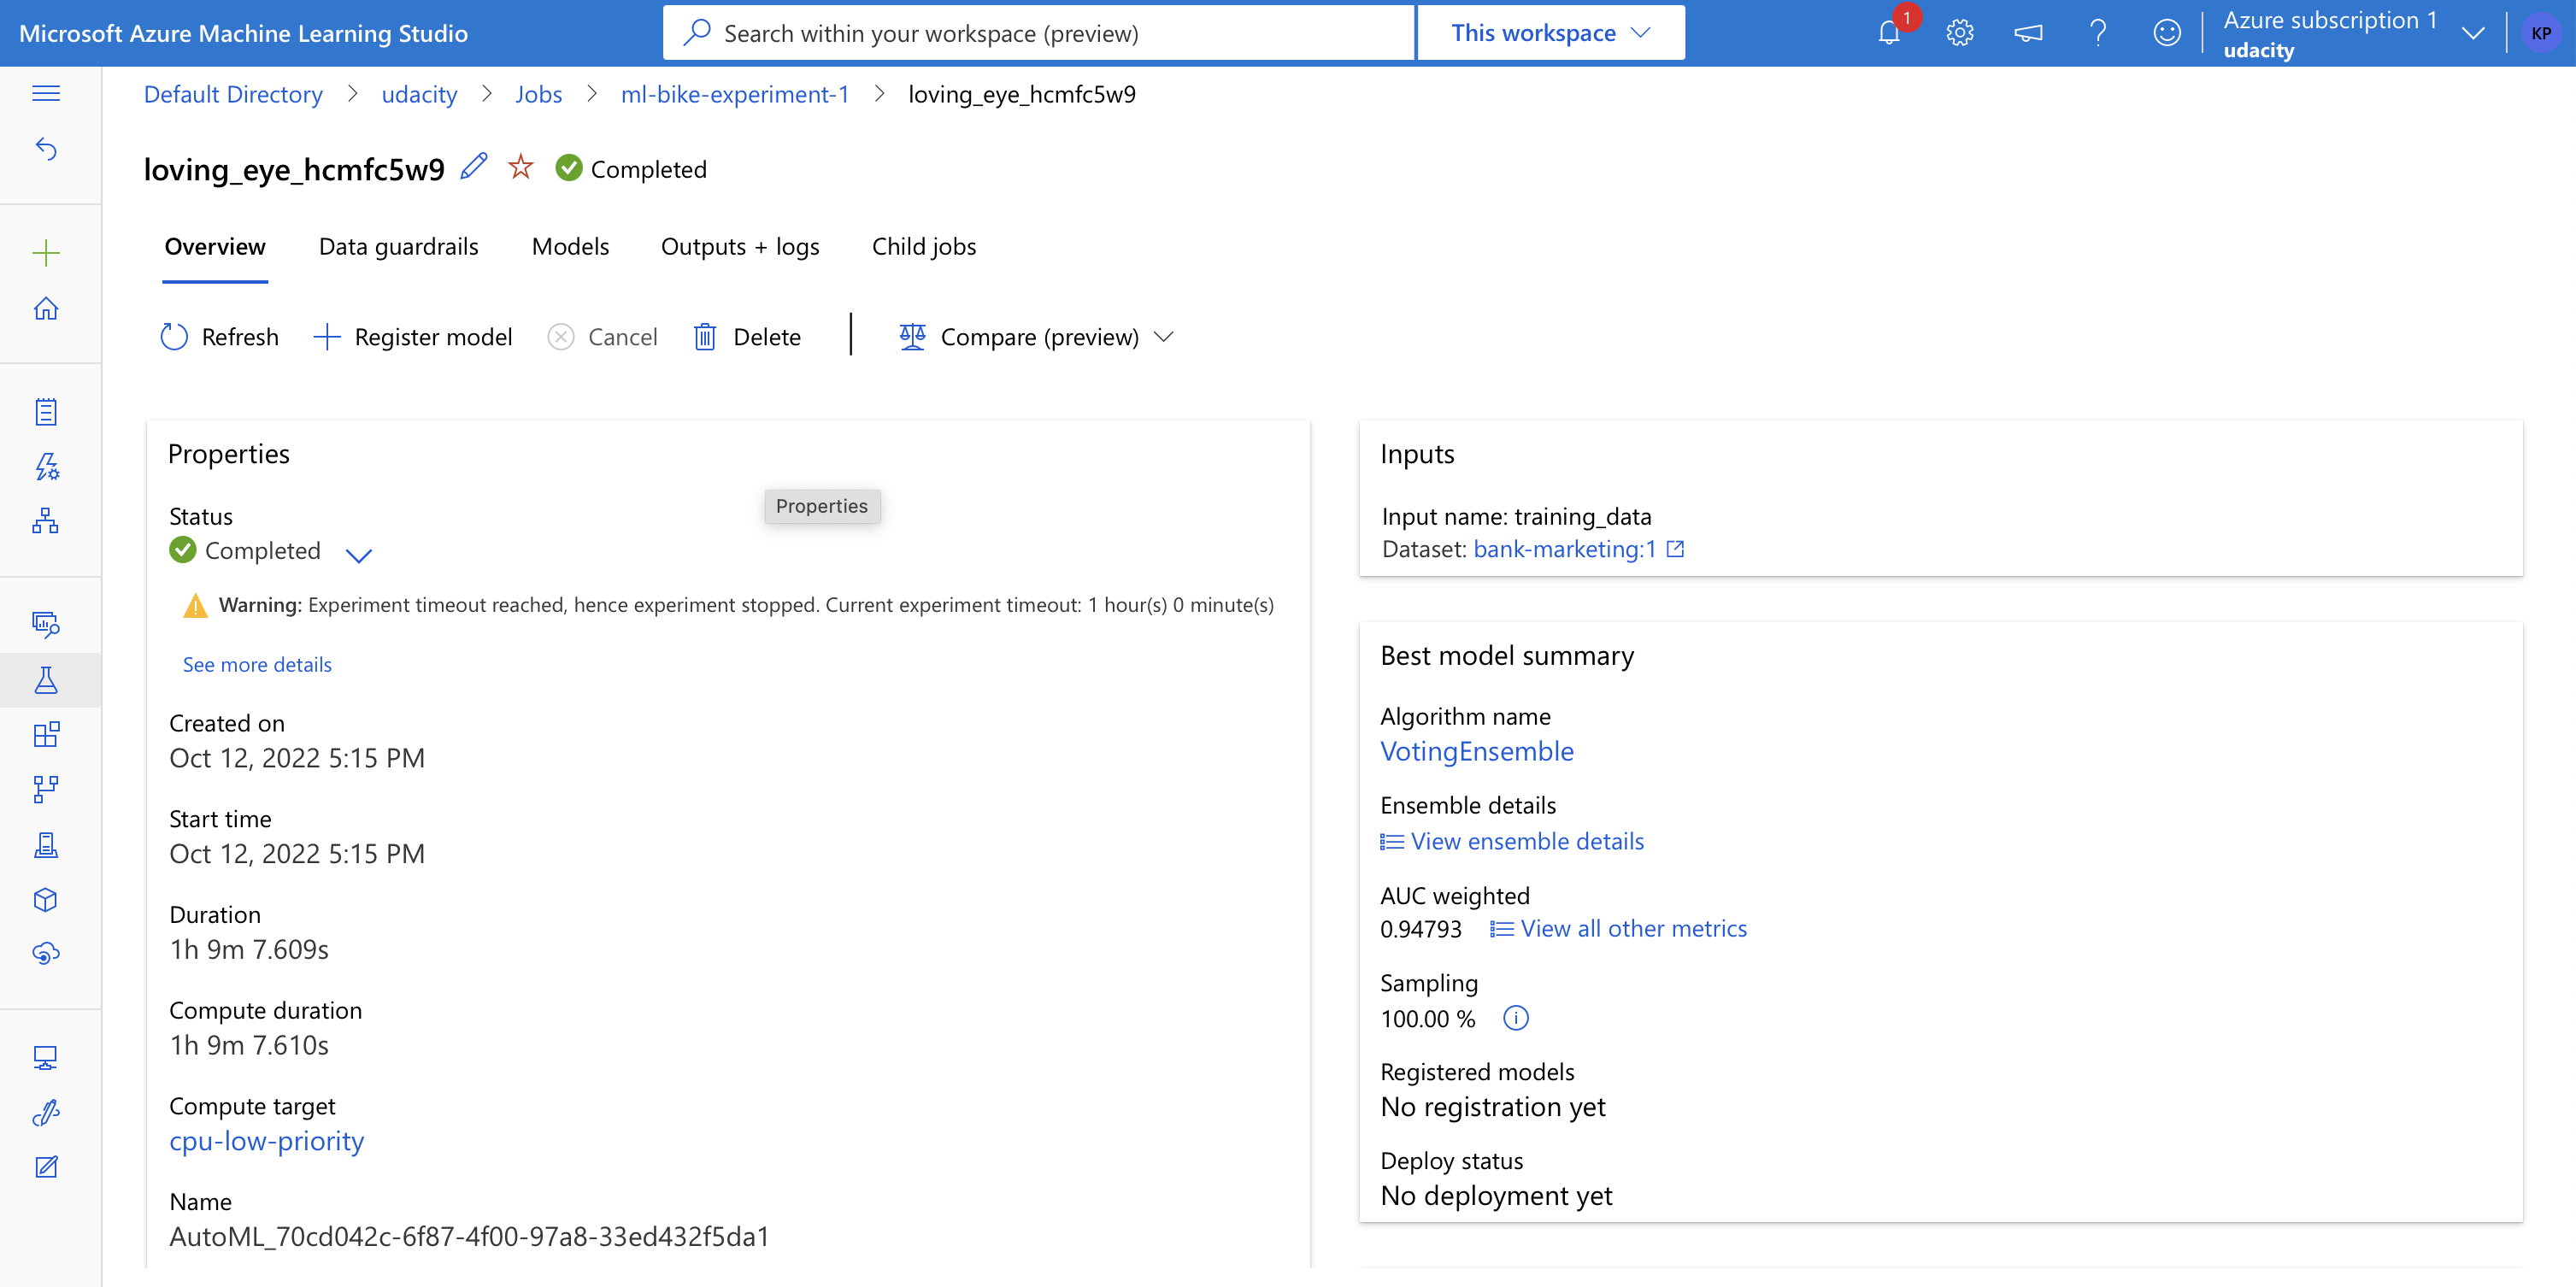 Microsoft Azure Machine Learning Studio
Search within your workspace (preview)
This workspace
1
Azure subscription 1
udacity
KP
Default Directory > udacity > Jobs > ml-bike-experiment-1 > loving_eye_hcmfc5w9
loving_eye_hcmfc5w9 Completed
Overview Data guardrails Models Outputs + logs Child jobs
Refresh Register model Cancel Delete Compare (preview)
Properties
Properties
Status
Completed
Warning: Experiment timeout reached, hence experiment stopped. Current experiment timeout: 1 hour(s) 0 minute(s)
See more details
Created on
Oct 12, 2022 5:15 PM
Start time
Oct 12, 2022 5:15 PM
Duration
1h 9m 7.609s
Compute duration
1h 9m 7.610s
Compute target
cpu-low-priority
Name
AutoML_70cd042c-6f87-4f00-97a8-33ed432f5da1
Inputs
Input name: training_data
Dataset: bank-marketing:1
Best model summary
Algorithm name
VotingEnsemble
Ensemble details
View ensemble details
AUC weighted
0.94793 View all other metrics
Sampling
100.00 %
Registered models
No registration yet
Deploy status
No deployment yet